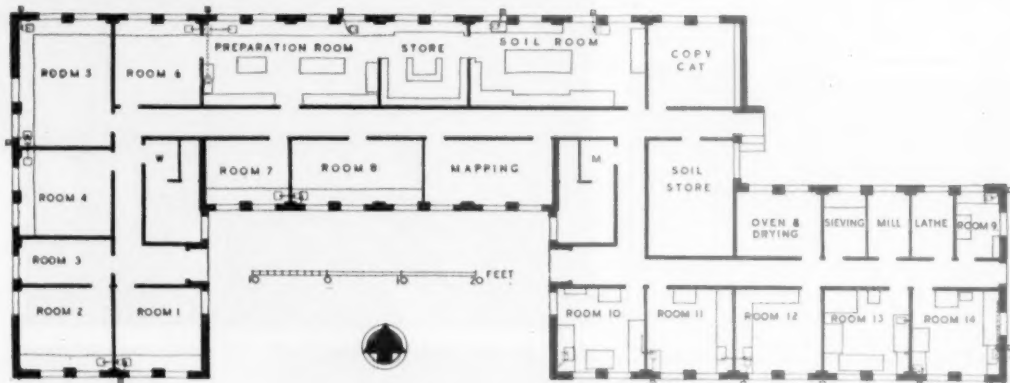 PREPARATION ROOM
STORE
SOIL ROOM
COPY
CAT
ROOM 5
ROOM 6
W
ROOM 7
ROOM 8
MAPPING
M
SOIL
STORE
ROOM 4
OVEN &
DRYING
SIEVING
MILL
LATHE
ROOM 9
ROOM 3
10 0 10 20 FEET
ROOM 2
ROOM 1
ROOM 10
ROOM 11
ROOM 12
ROOM 13
ROOM 14